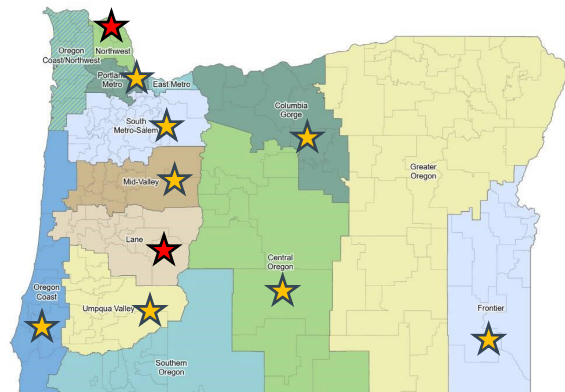 Oregon
Coast/Northwest
Northwest
Portland
Metro
East Metro
South
Metro-Salem
Columbia
Gorge
Mid-Valley
Greater
Oregon
Lane
Central
Oregon
Oregon
Coast
Umpqua Valley
Frontier
Southern
Oregon